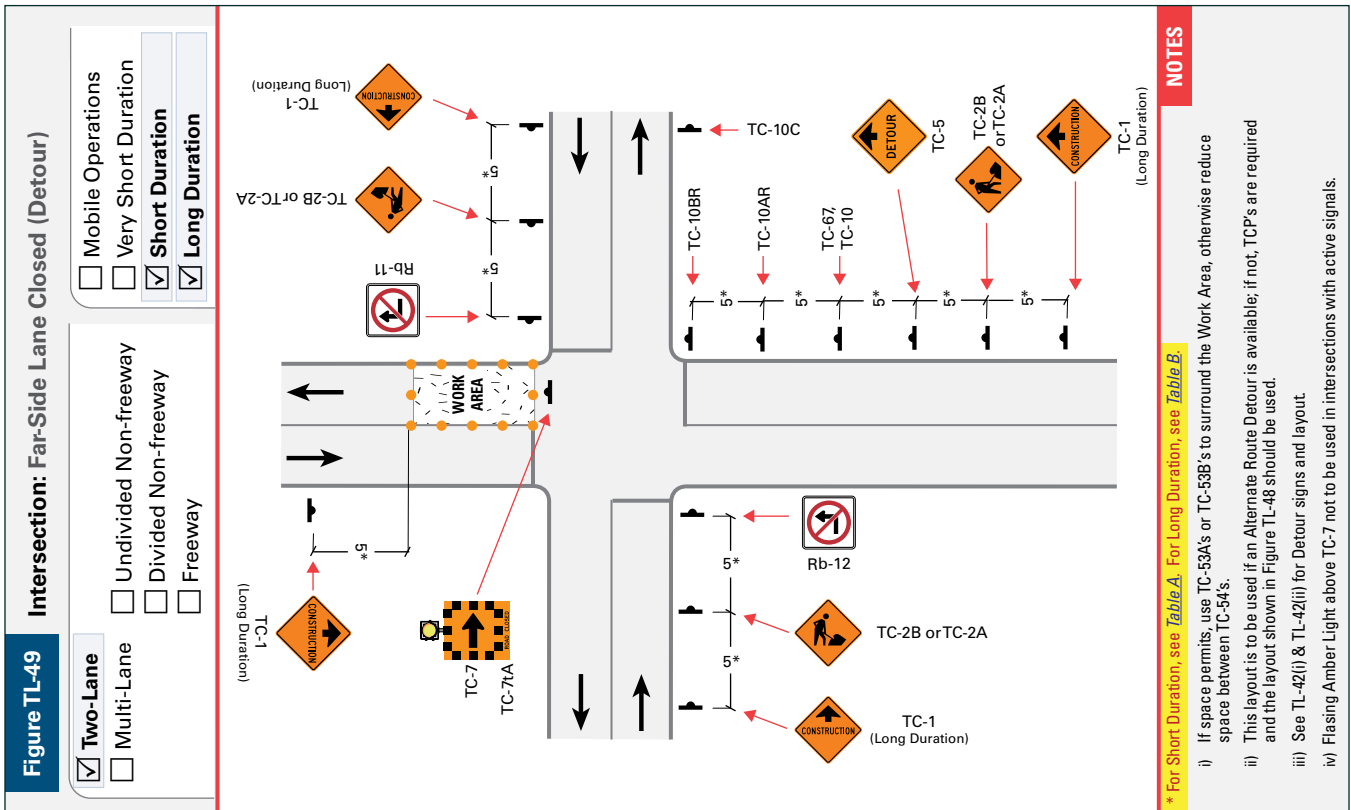 Figure TL-49
Intersection: Far-Side Lane Closed (Detour)
Two-Lane
Multi-Lane
Undivided Non-freeway
Divided Non-freeway
Freeway
Mobile Operations
Very Short Duration
Short Duration
Long Duration
TC-1
(Long Duration)
CONSTRUCTION
5*
TC-7
TC-7tA
ROAD CLOSED
WORK
AREA
Rb-11
5*
TC-2B or TC-2A
5*
TC-1
(Long Duration)
CONSTRUCTION
CONSTRUCTION
TC-1
(Long Duration)
5*
TC-2B or TC-2A
5*
Rb-12
TC-10C
TC-10BR
5*
TC-10AR
5*
TC-67,
TC-10
5*
DETOUR
TC-5
5*
TC-2B
or TC-2A
5*
CONSTRUCTION
TC-1
(Long Duration)
NOTES
* For Short Duration, see Table A. For Long Duration, see Table B.
i) If space permits, use TC-53A's or TC-53B's to surround the Work Area, otherwise reduce
space between TC-54's.
ii) This layout is to be used if an Alternate Route Detour is available; if not, TCP's are required
and the layout shown in Figure TL-48 should be used.
iii) See TL-42(i) & TL-42(ii) for Detour signs and layout.
iv) Flasing Amber Light above TC-7 not to be used in intersections with active signals.